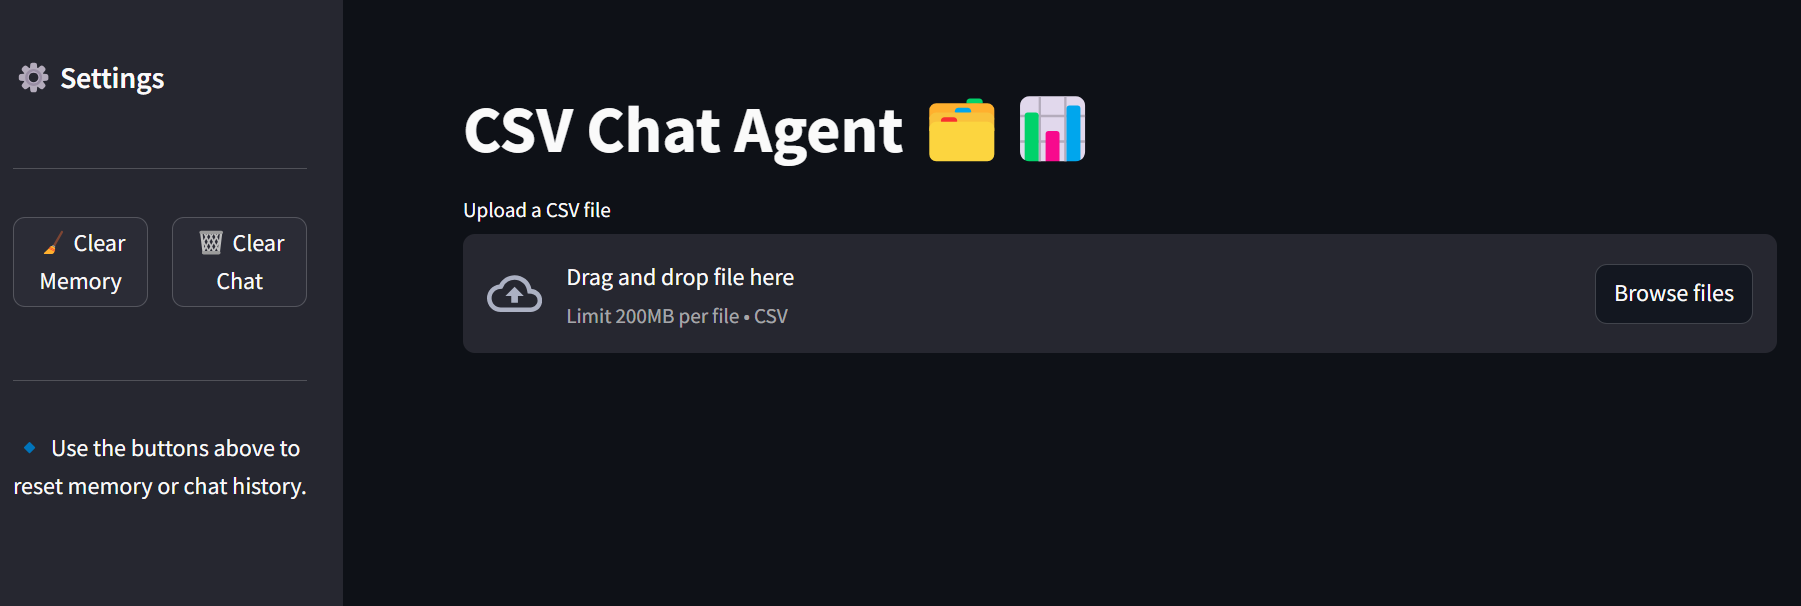 Settings
Clear
Memory
Clear
Chat
Use the buttons above to
reset memory or chat history.
CSV Chat Agent
Upload a CSV file
Drag and drop file here
Limit 200MB per file • CSV
Browse files